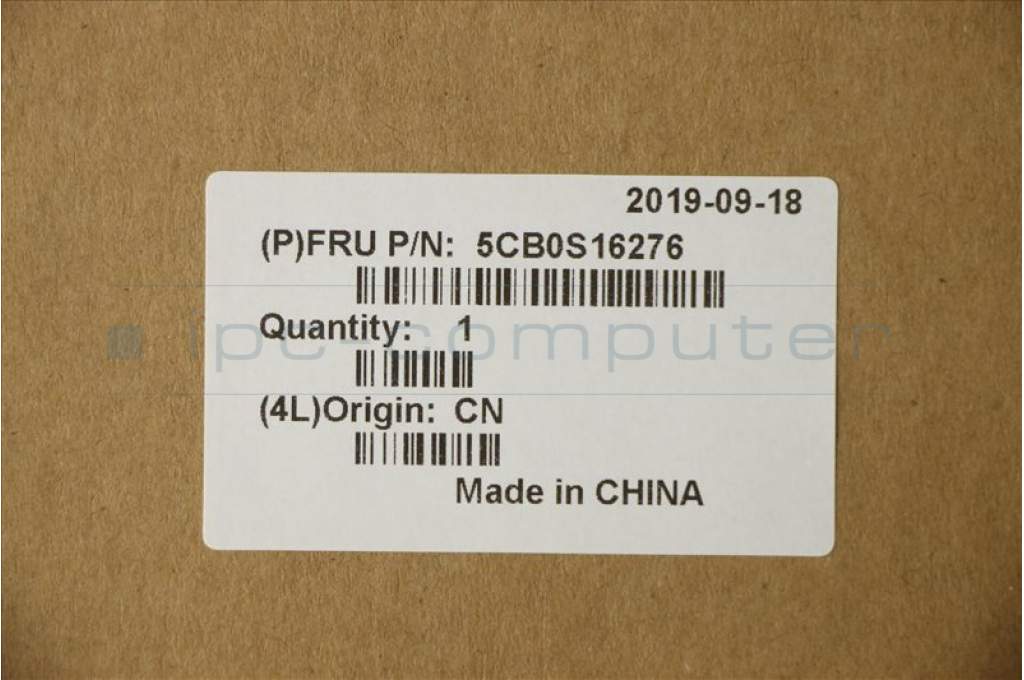 2019-09-18
(P)FRU P/N: 5CB0S16276
Quantity: 1
ipc-computer
(4L)Origin: CN
Made in CHINA